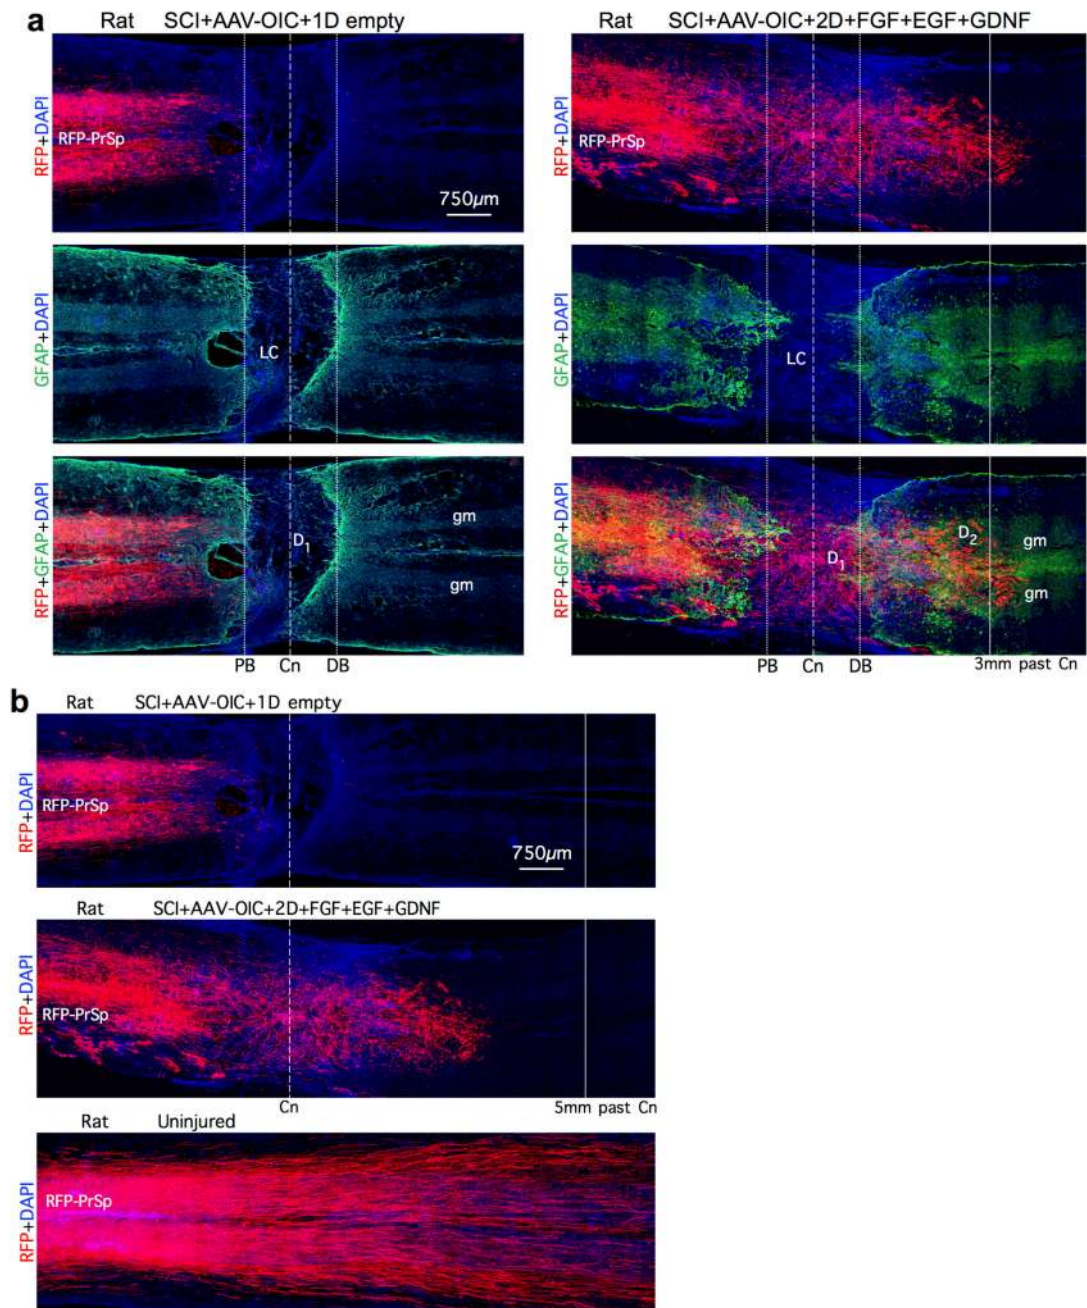 a
Rat SCI+AAV-OIC+1D empty
Rat SCI+AAV-OIC+2D+FGF+EGF+GDNF
RFP+DAPI
RFP-PrSp
750µm
RFP+DAPI
RFP-PrSp
GFAP+DAPI
LC
GFAP+DAPI
LC
RFP+GFAP+DAPI
D1
gm
gm
PB Cn DB
RFP+GFAP+DAPI
D1
D2
gm
gm
PB Cn DB 3mm past Cn
b
Rat SCI+AAV-OIC+1D empty
RFP+DAPI
RFP-PrSp
750µm
Rat SCI+AAV-OIC+2D+FGF+EGF+GDNF
RFP+DAPI
RFP-PrSp
Cn 5mm past Cn
Rat Uninjured
RFP+DAPI
RFP-PrSp